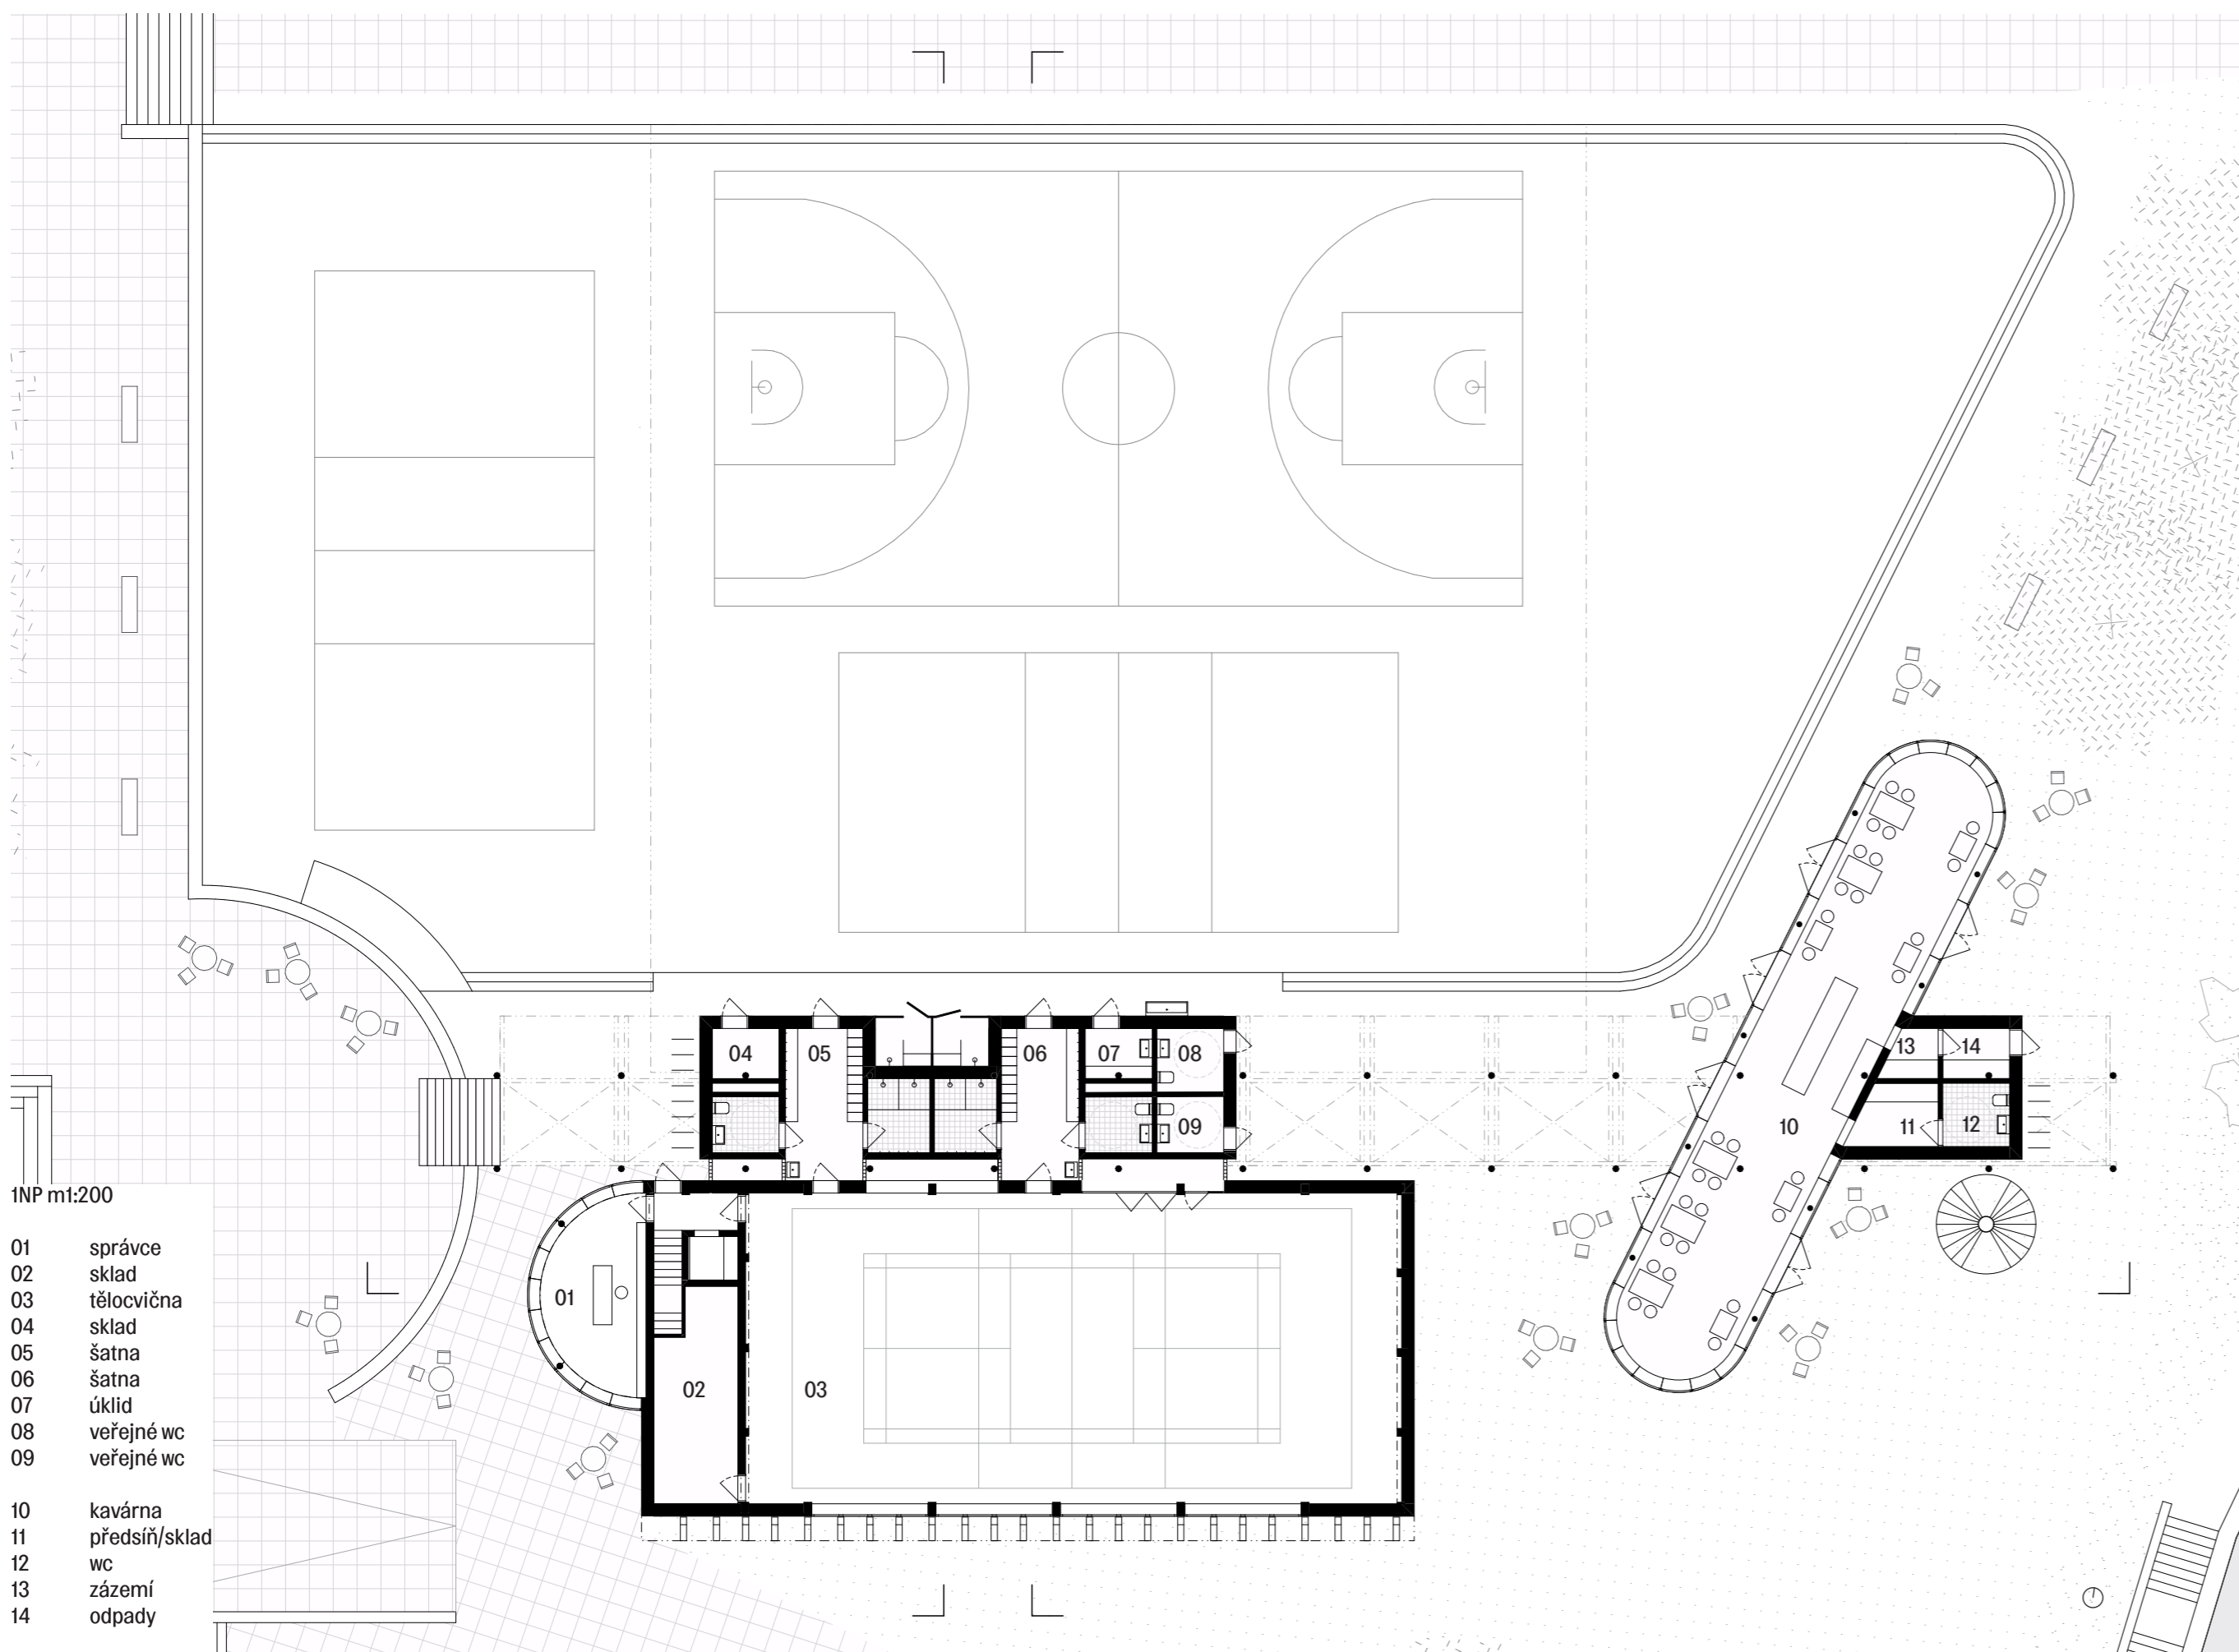 04
05
06
07
08
13
14
09
10
11
12
01
02
03
1NP m1:200
01 správce
02 sklad
03 tělocvična
04 sklad
05 šatna
06 šatna
07 úklid
08 veřejné wc
09 veřejné wc
10 kavárna
11 předsíň/sklad
12 wc
13 zázemí
14 odpady